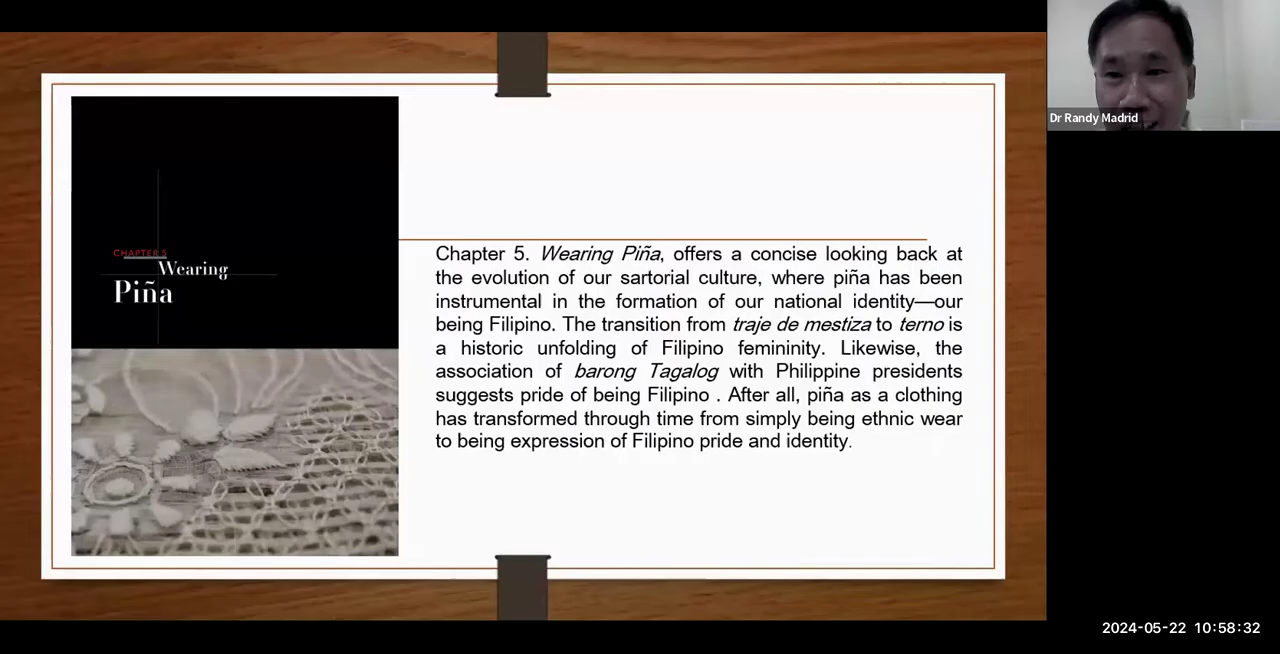 CHAPTER 5
Wearing
Piña
Chapter 5. Wearing Piña, offers a concise looking back at
the evolution of our sartorial culture, where piña has been
instrumental in the formation of our national identity—our
being Filipino. The transition from traje de mestiza to terno is
a historic unfolding of Filipino femininity. Likewise, the
association of barong Tagalog with Philippine presidents
suggests pride of being Filipino . After all, piña as a clothing
has transformed through time from simply being ethnic wear
to being expression of Filipino pride and identity.
Dr Randy Madrid
2024-05-22 10:58:32